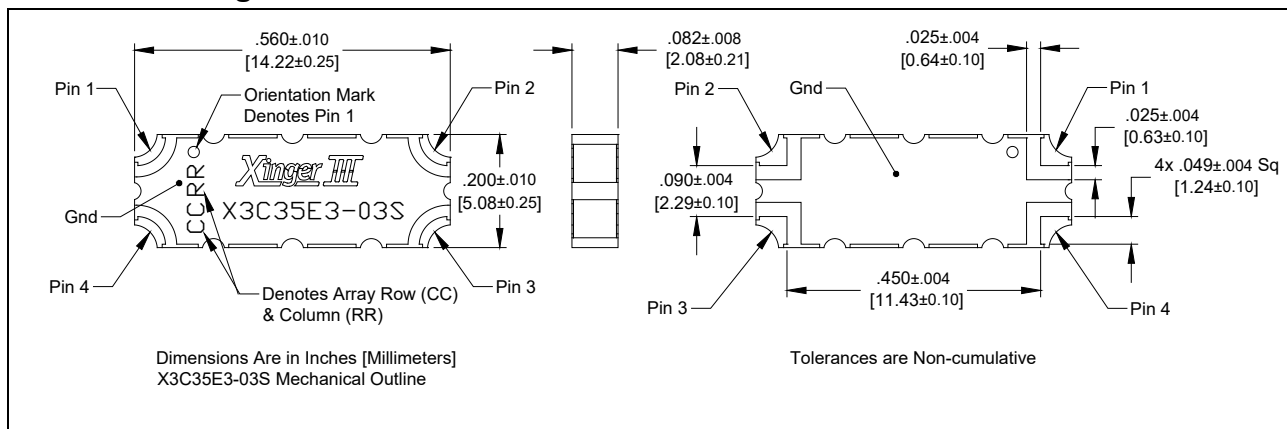 .560±.010
[14.22±0.25]
Pin 1
Orientation Mark
Denotes Pin 1
Pin 2
Xinger III
X3C35E3-03S
CCRR
.200±.010
[5.08±0.25]
Gnd
Pin 4
Denotes Array Row (CC)
& Column (RR)
Pin 3
Dimensions Are in Inches [Millimeters]
X3C35E3-03S Mechanical Outline
.082±.008
[2.08±0.21]
.025±.004
[0.64±0.10]
Pin 2
Gnd
Pin 1
.025±.004
[0.63±0.10]
4x .049±.004 Sq
[1.24±0.10]
.090±.004
[2.29±0.10]
.450±.004
[11.43±0.10]
Pin 3
Pin 4
Tolerances are Non-cumulative